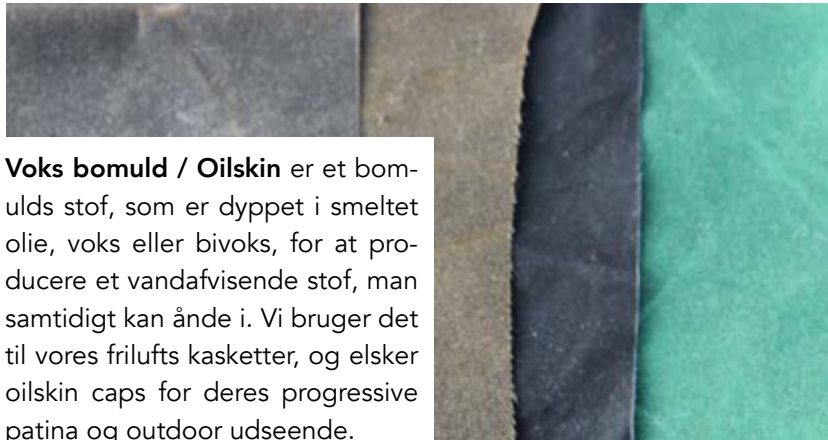 Voks bomuld / Oilskin er et bom-
ulds stof, som er dyppet i smeltet
olie, voks eller bivoks, for at pro-
ducere et vandafvisende stof, man
samtidigt kan ånde i. Vi bruger det
til vores frilufts kasketter, og elsker
oilskin caps for deres progressive
patina og outdoor udseende.